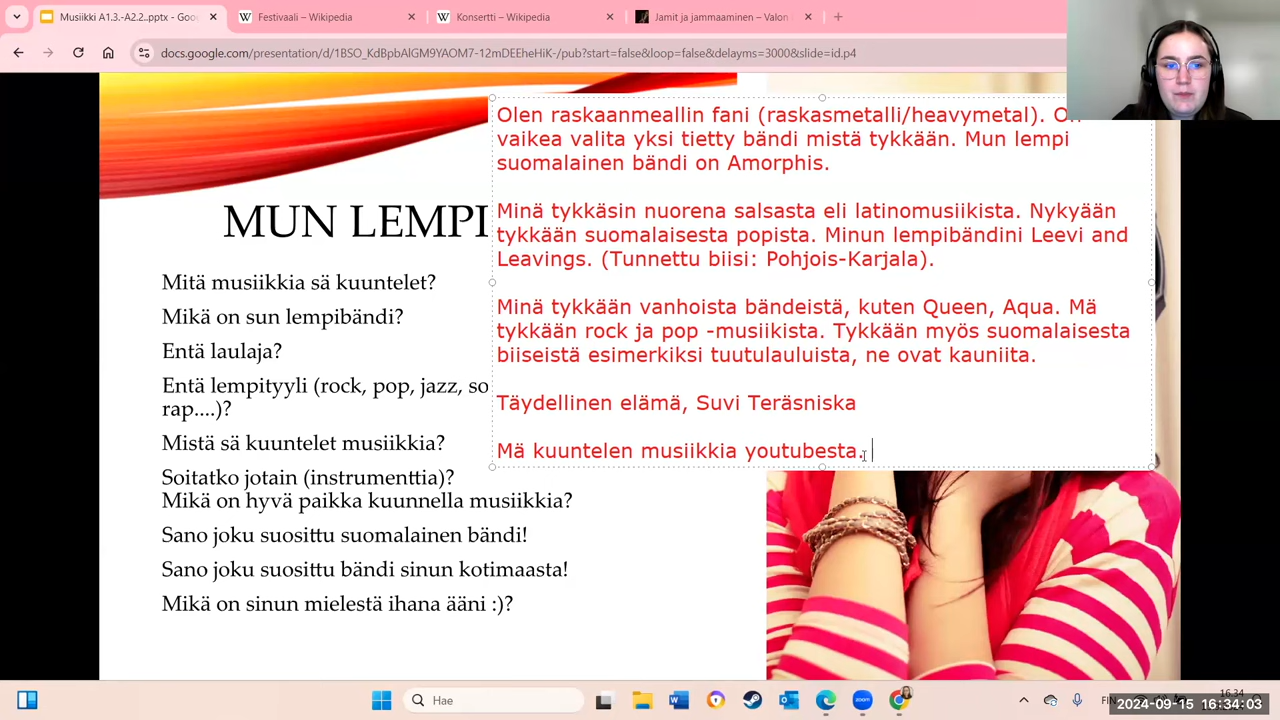 Musiikki A1.3.-A2.2..pptx - Goo
Festivaali – Wikipedia
Konsertti – Wikipedia
Jamit ja jammaaminen – Valon
docs.google.com/presentation/d/1BSO_KdBpbAlGM9YAOM7-12mDEEheHiK-/pub?start=false&loop=false&delayms=3000&slide=id.p4
MUN LEMPI
Mitä musiikkia sä kuuntelet?
Mikä on sun lempibändi?
Entä laulaja?
Entä lempityyli (rock, pop, jazz, so
rap....)?
Mistä sä kuuntelet musiikkia?
Soitatko jotain (instrumenttia)?
Mikä on hyvä paikka kuunnella musiikkia?
Sano joku suosittu suomalainen bändi!
Sano joku suosittu bändi sinun kotimaasta!
Mikä on sinun mielestä ihana ääni :)?
Olen raskaanmeallin fani (raskasmetalli/heavymetal). On
vaikea valita yksi tietty bändi mistä tykkään. Mun lempi
suomalainen bändi on Amorphis.
Minä tykkäsin nuorena salsasta eli latinomusiikista. Nykyään
tykkään suomalaisesta popista. Minun lempibändini Leevi and
Leavings. (Tunnettu biisi: Pohjois-Karjala).
Minä tykkään vanhoista bändeistä, kuten Queen, Aqua. Mä
tykkään rock ja pop -musiikista. Tykkään myös suomalaisesta
biiseistä esimerkiksi tuutulauluista, ne ovat kauniita.
Täydellinen elämä, Suvi Teräsniska
Mä kuuntelen musiikkia youtubesta.
Hae
FIN
16.34
2024-09-15 16:34:03